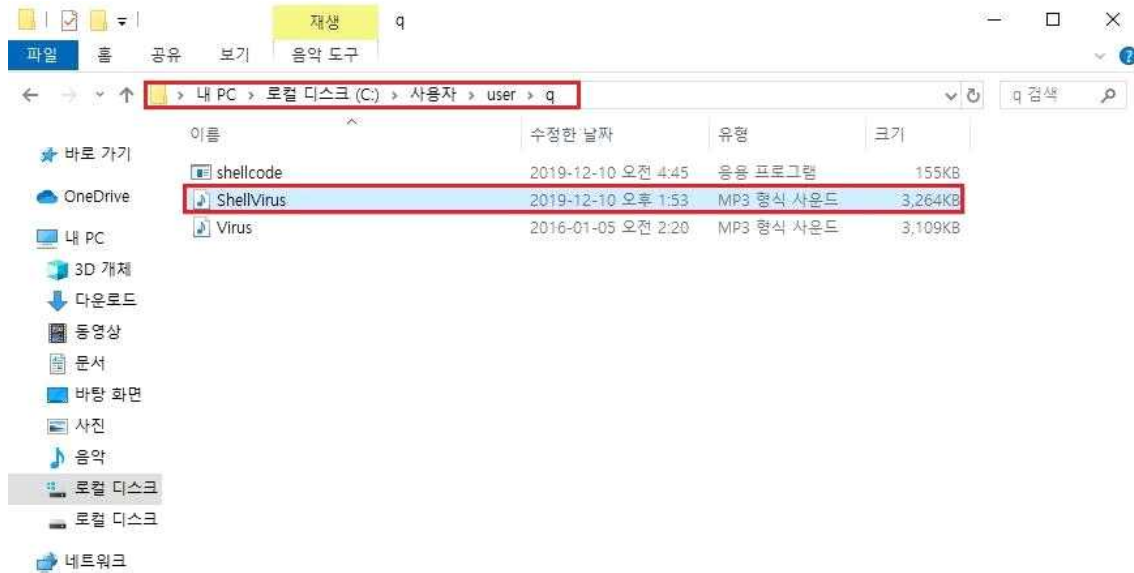 재생 q
파일 홈 공유 보기 음악 도구
내 PC > 로컬 디스크 (C:) > 사용자 > user > q
q 검색
이름 수정한 날짜 유형 크기
shellcode 2019-12-10 오전 4:45 응용 프로그램 155KB
ShellVirus 2019-12-10 오후 1:53 MP3 형식 사운드 3,264KB
Virus 2016-01-05 오전 2:20 MP3 형식 사운드 3,109KB
바로 가기
OneDrive
내 PC
3D 개체
다운로드
동영상
문서
바탕 화면
사진
음악
로컬 디스크
로컬 디스크
네트워크